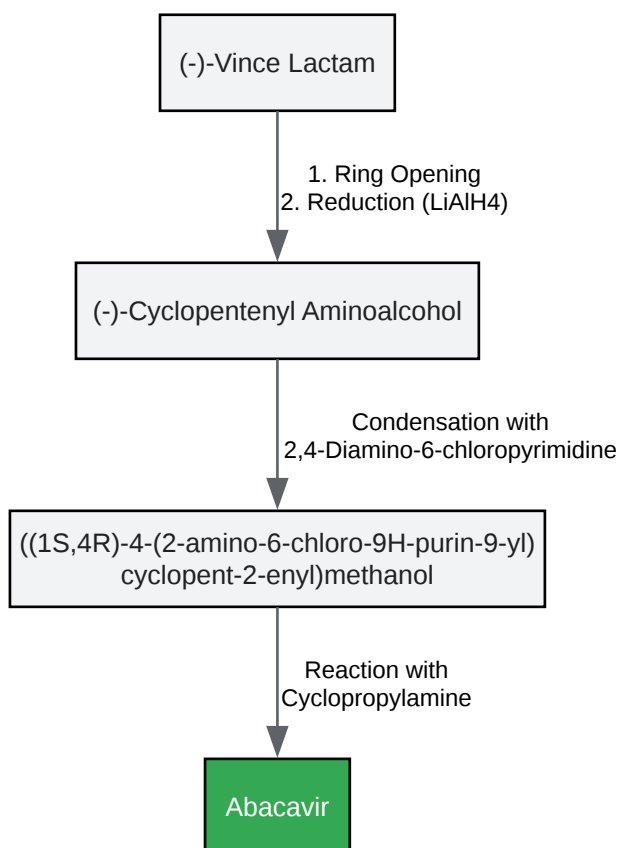 (-)-Vince Lactam
1. Ring Opening
2. Reduction (LiAlH4)
(-)-Cyclopentenyl Aminoalcohol
Condensation with
2,4-Diamino-6-chloropyrimidine
((1S,4R)-4-(2-amino-6-chloro-9H-purin-9-yl)
cyclopent-2-enyl)methanol
Reaction with
Cyclopropylamine
Abacavir